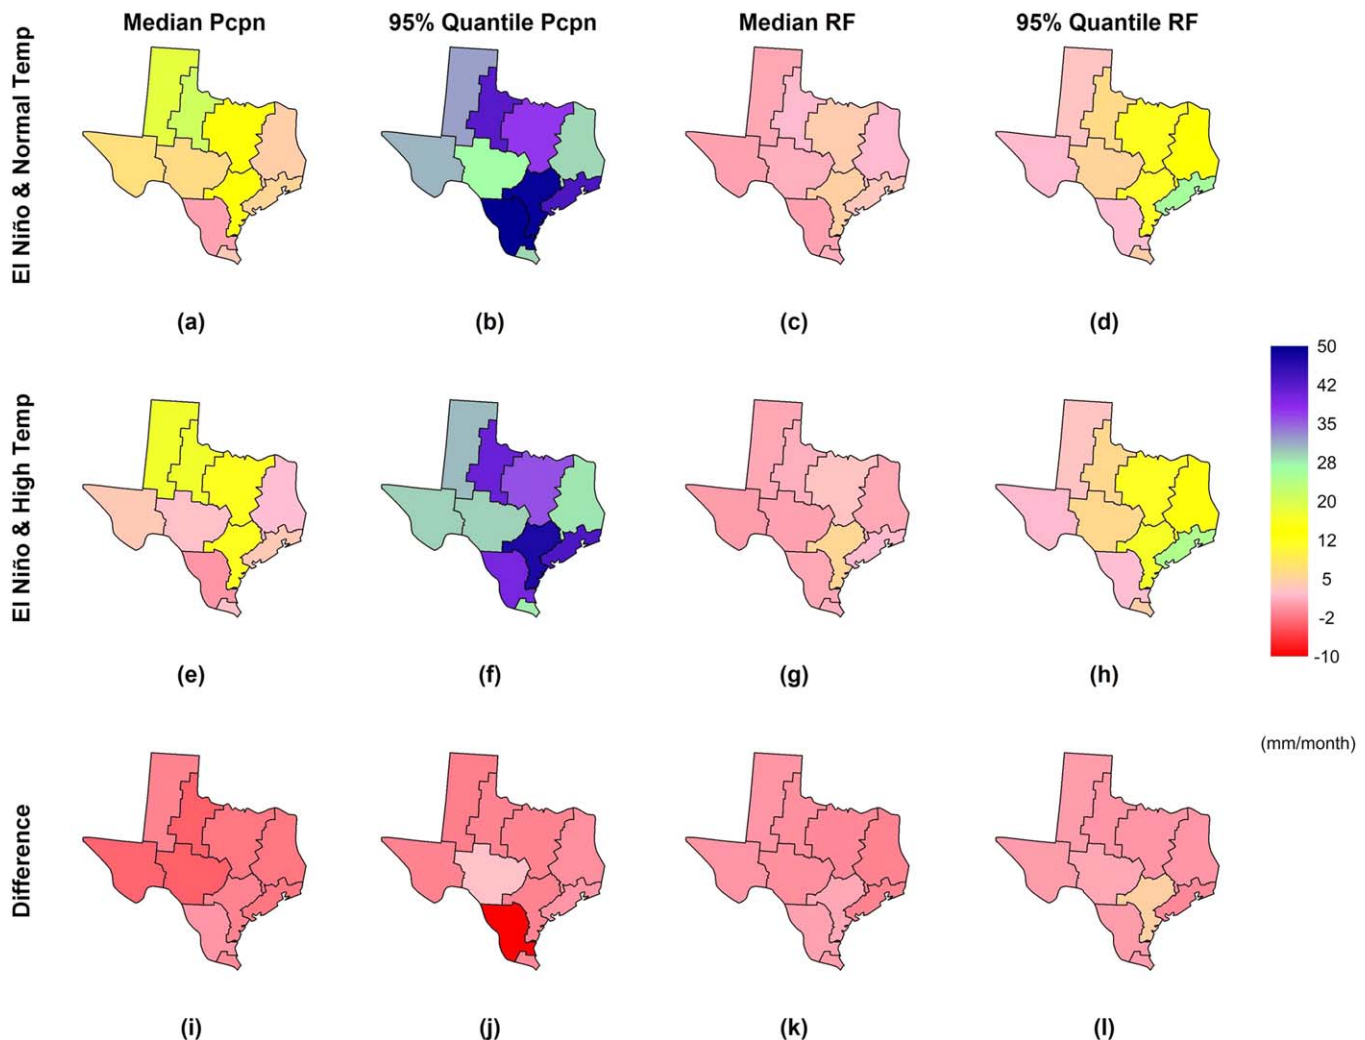 Median Pcpn
95% Quantile Pcpn
Median RF
95% Quantile RF
El Niño & Normal Temp
(a)
(b)
(c)
(d)
El Niño & High Temp
(e)
(f)
(g)
(h)
50
42
35
28
20
12
5
-2
-10
(mm/month)
Difference
(i)
(j)
(k)
(l)